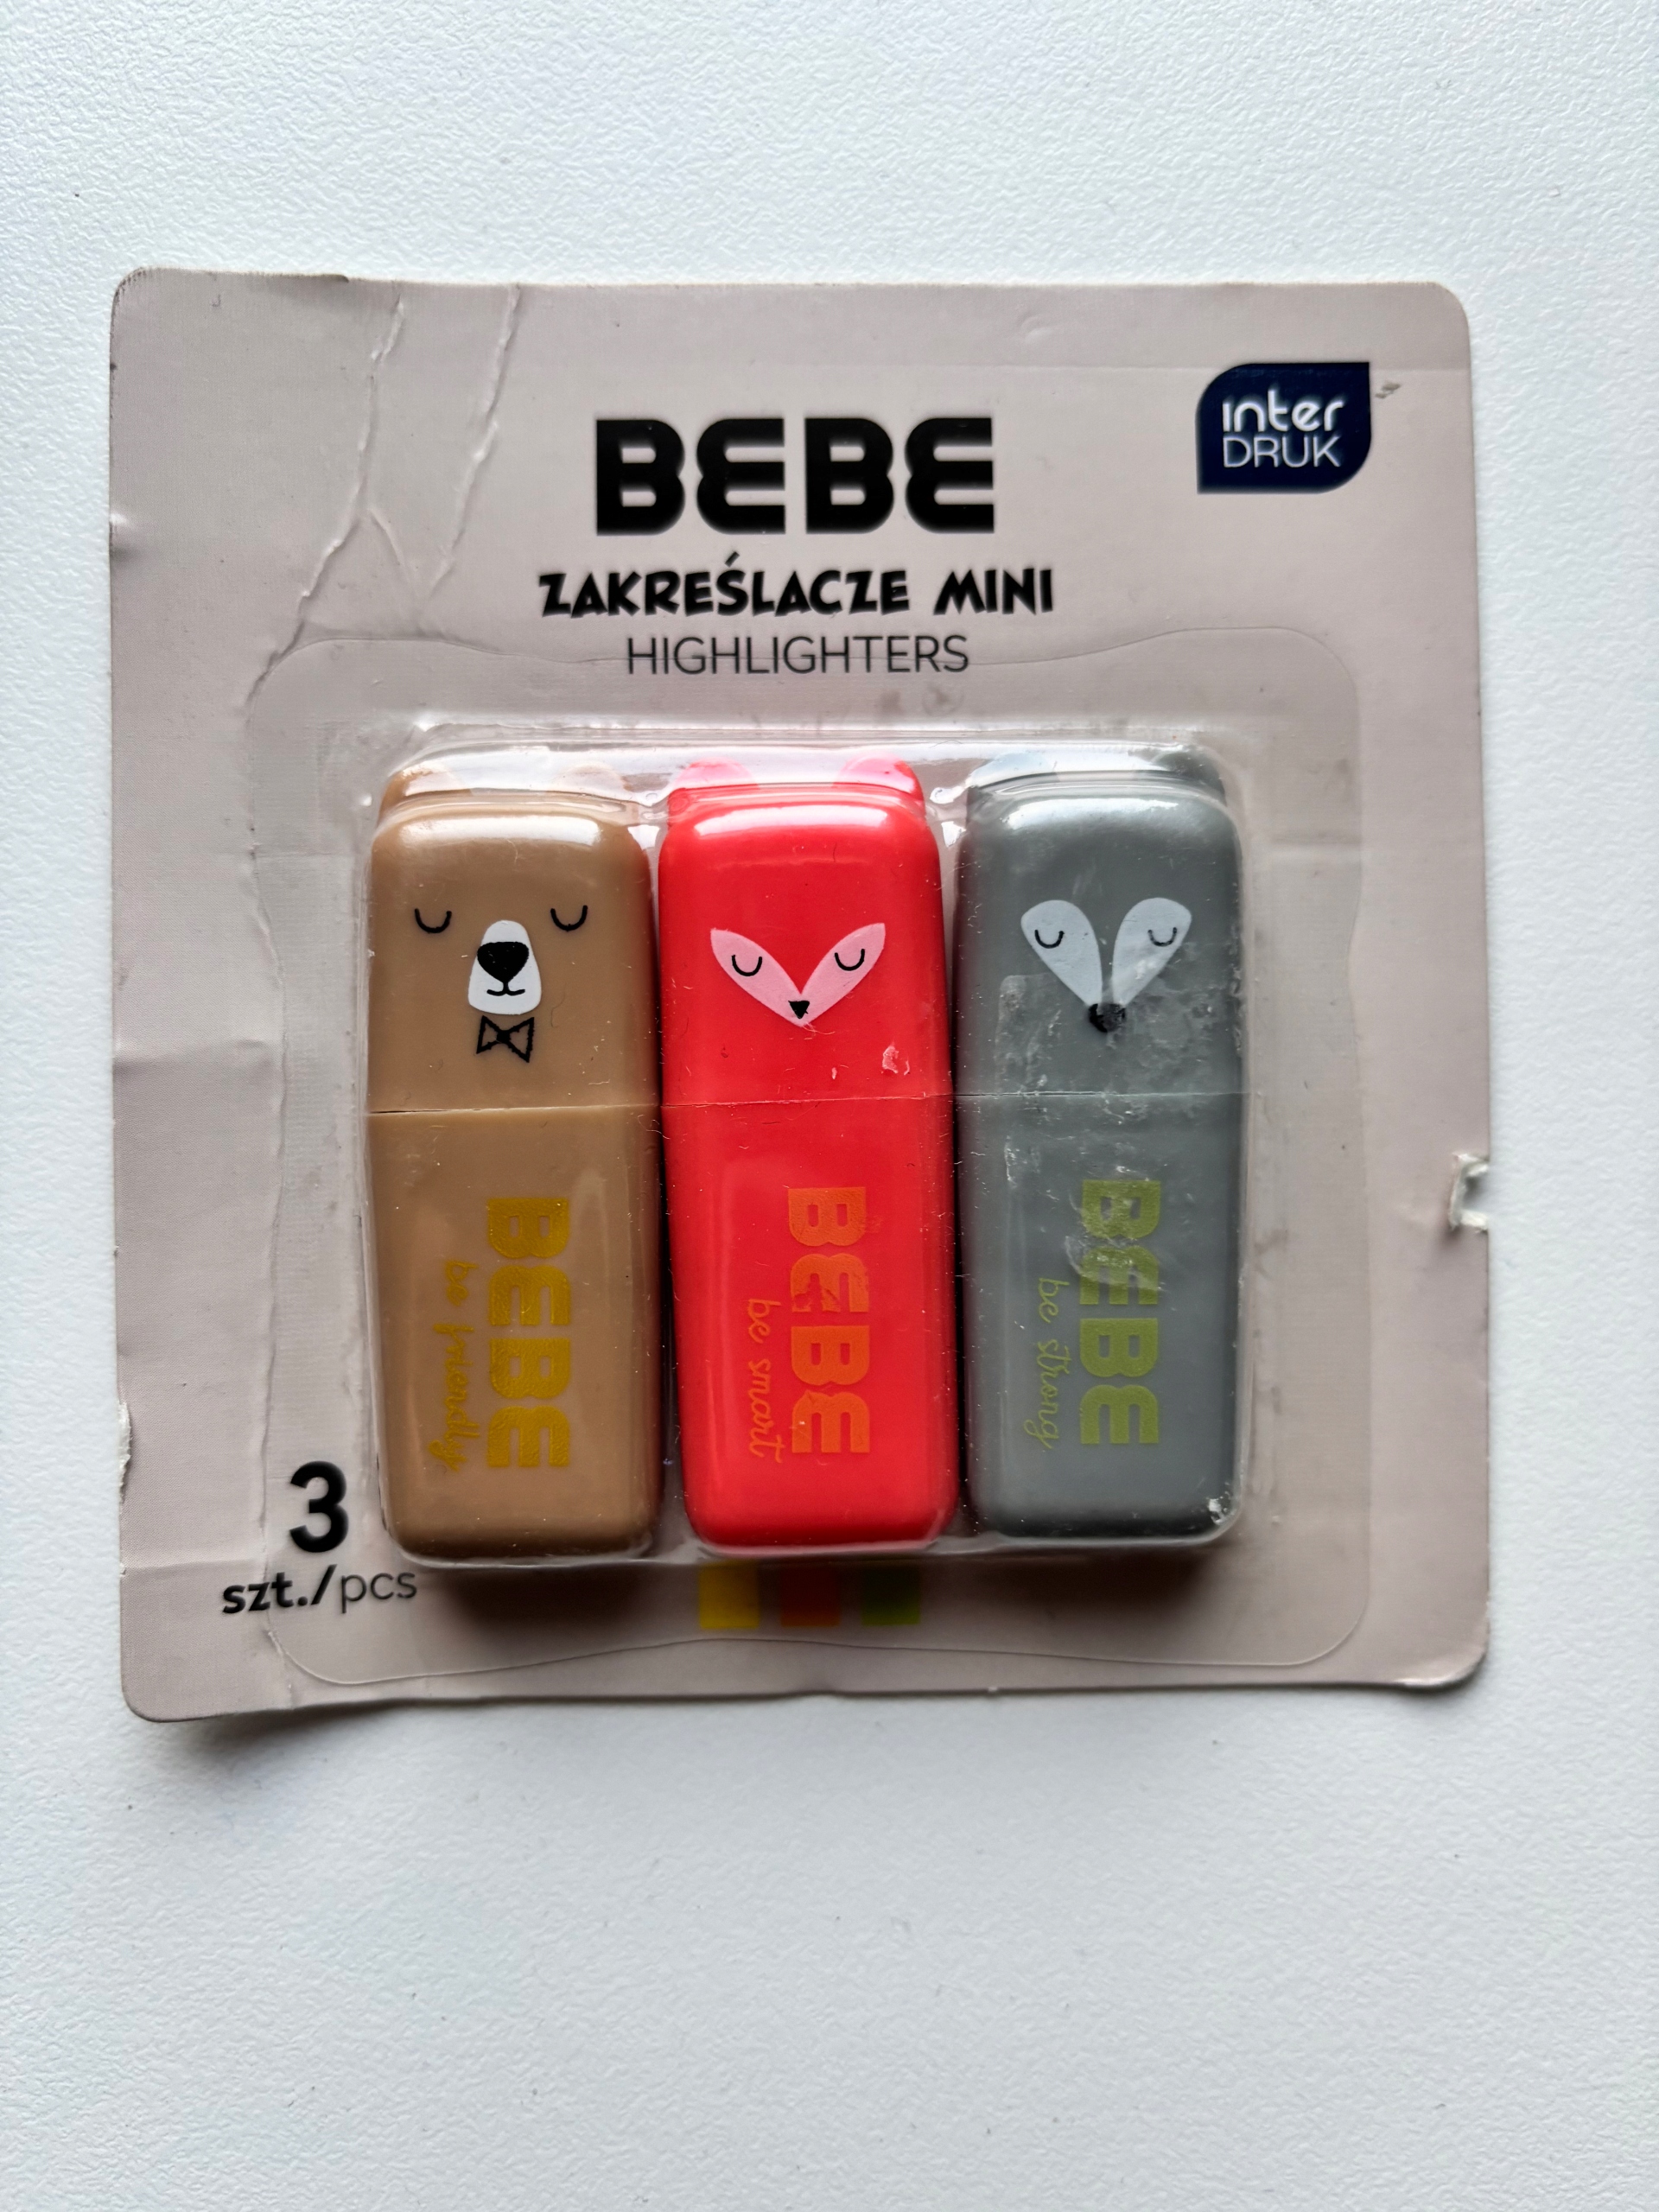 inter
DRUK
BEBE
ZAKREŚLACZE MINI
HIGHLIGHTERS
BEBE
be friendly
BEBE
be smart
BEBE
be strong
3
szt./pcs